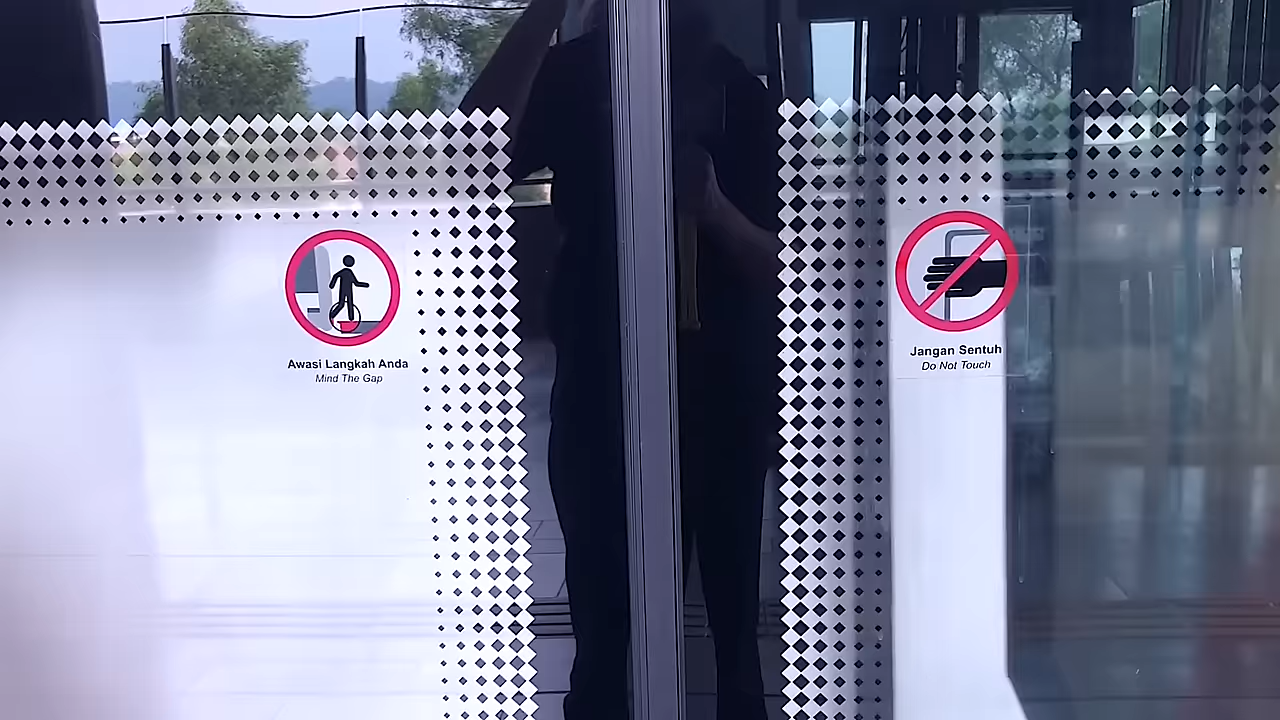 Awasi Langkah Anda
Mind The Gap
Jangan Sentuh
Do Not Touch